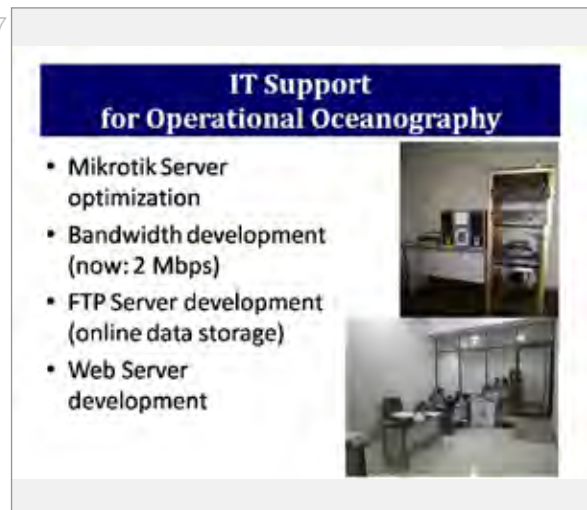 7
IT Support
for Operational Oceanography
• Mikrotik Server
optimization
• Bandwidth development
(now: 2 Mbps)
• FTP Server development
(online data storage)
• Web Server
development